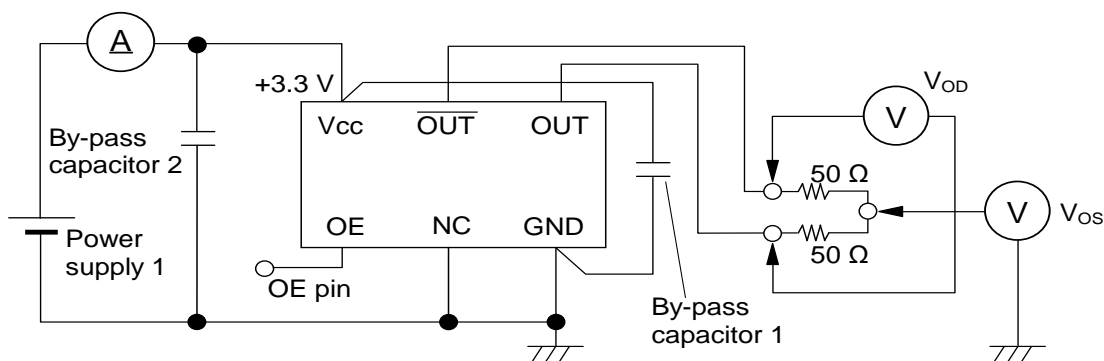 A
+3.3 V
By-pass
capacitor 2
Vcc
OUT
OUT
OE
NC
GND
Power
supply 1
OE pin
By-pass
capacitor 1
VOD
V
50 Ω
50 Ω
V
VOS